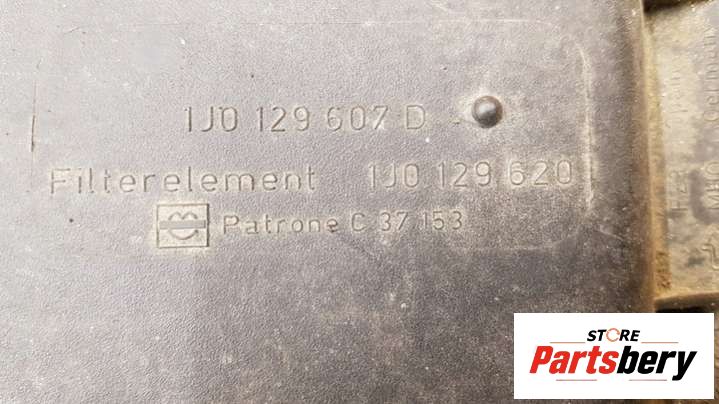 1J0 129 607 D
Filterelement 1J0 129 620
Patrone C 37 153
STORE
Partsbery